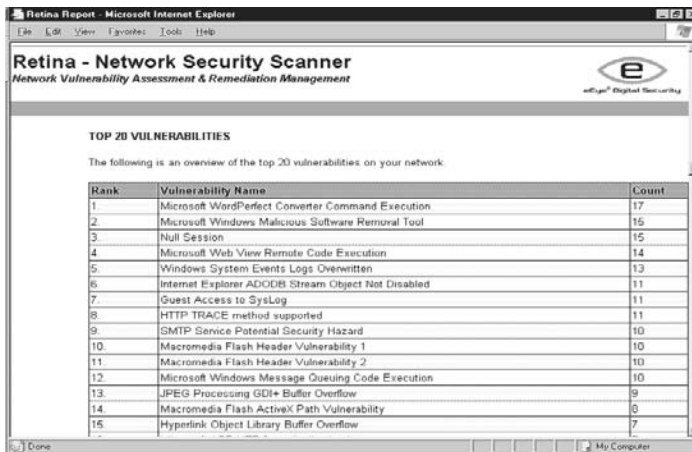 Retina Report - Microsoft Internet Explorer
File Edit View Favorites Tools Help
Retina - Network Security Scanner
Network Vulnerability Assessment & Remediation Management
e
eEye® Digital Security
TOP 20 VULNERABILITIES
The following is an overview of the top 20 vulnerabilities on your network
Rank Vulnerability Name Count
1. Microsoft WordPerfect Converter Command Execution 17
2. Microsoft Windows Malicious Software Removal Tool 16
3. Null Session 15
4. Microsoft Web View Remote Code Execution 14
5. Windows System Events Logs Overwritten 13
6. Internet Explorer ADODB Stream Object Not Disabled 11
7. Guest Access to SysLog 11
8. HTTP TRACE method supported 11
9. SMTP Service Potential Security Hazard 10
10. Macromedia Flash Header Vulnerability 1 10
11. Macromedia Flash Header Vulnerability 2 10
12. Microsoft Windows Message Queuing Code Execution 10
13. JPEG Processing GDI+ Buffer Overflow 9
14. Macromedia Flash ActiveX Path Vulnerability 8
15. Hyperlink Object Library Buffer Overflow 7
Done My Computer